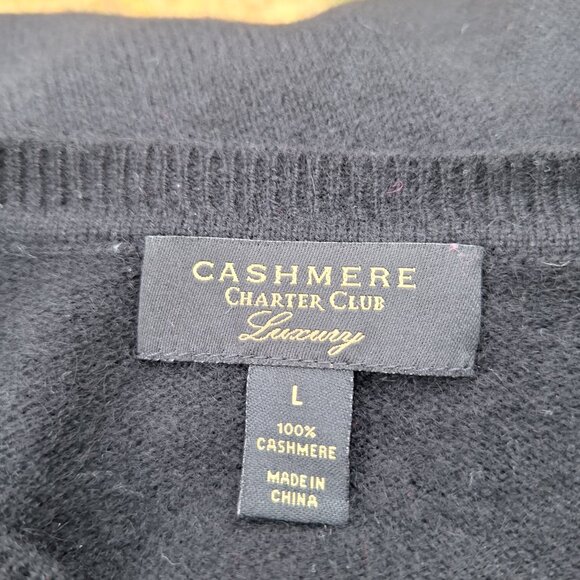 CASHMERE
CHARTER CLUB
Luxury
L
100%
CASHMERE
MADE IN
CHINA